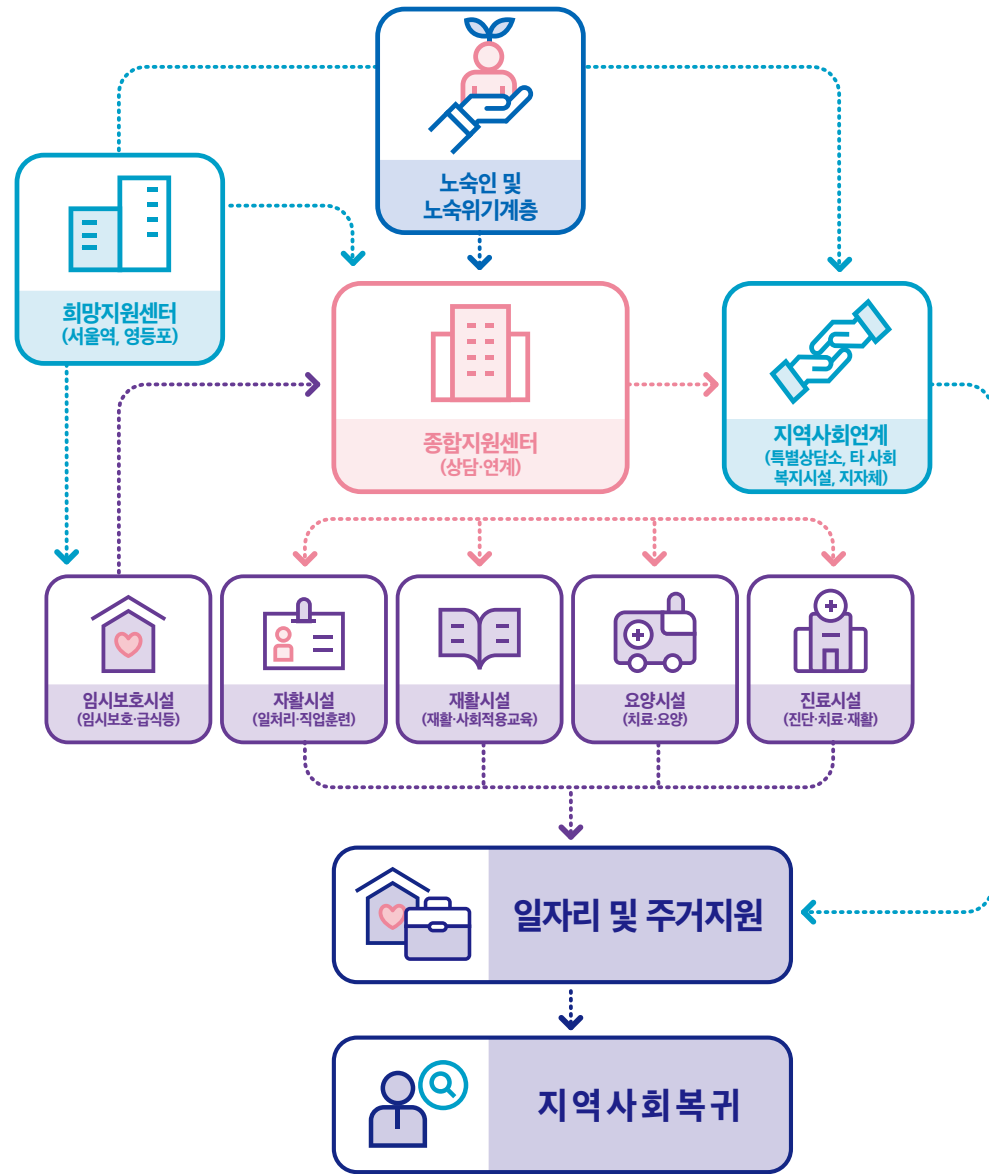 노숙인 및
노숙위기계층
희망지원센터
(서울역, 영등포)
종합지원센터
(상담·연계)
지역사회연계
(특별상담소, 타 사회
복지시설, 지자체)
임시보호시설
(임시보호·급식등)
자활시설
(일처리·직업훈련)
재활시설
(재활·사회적용교육)
요양시설
(치료·요양)
진료시설
(진단·치료·재활)
일자리 및 주거지원
지역사회복귀